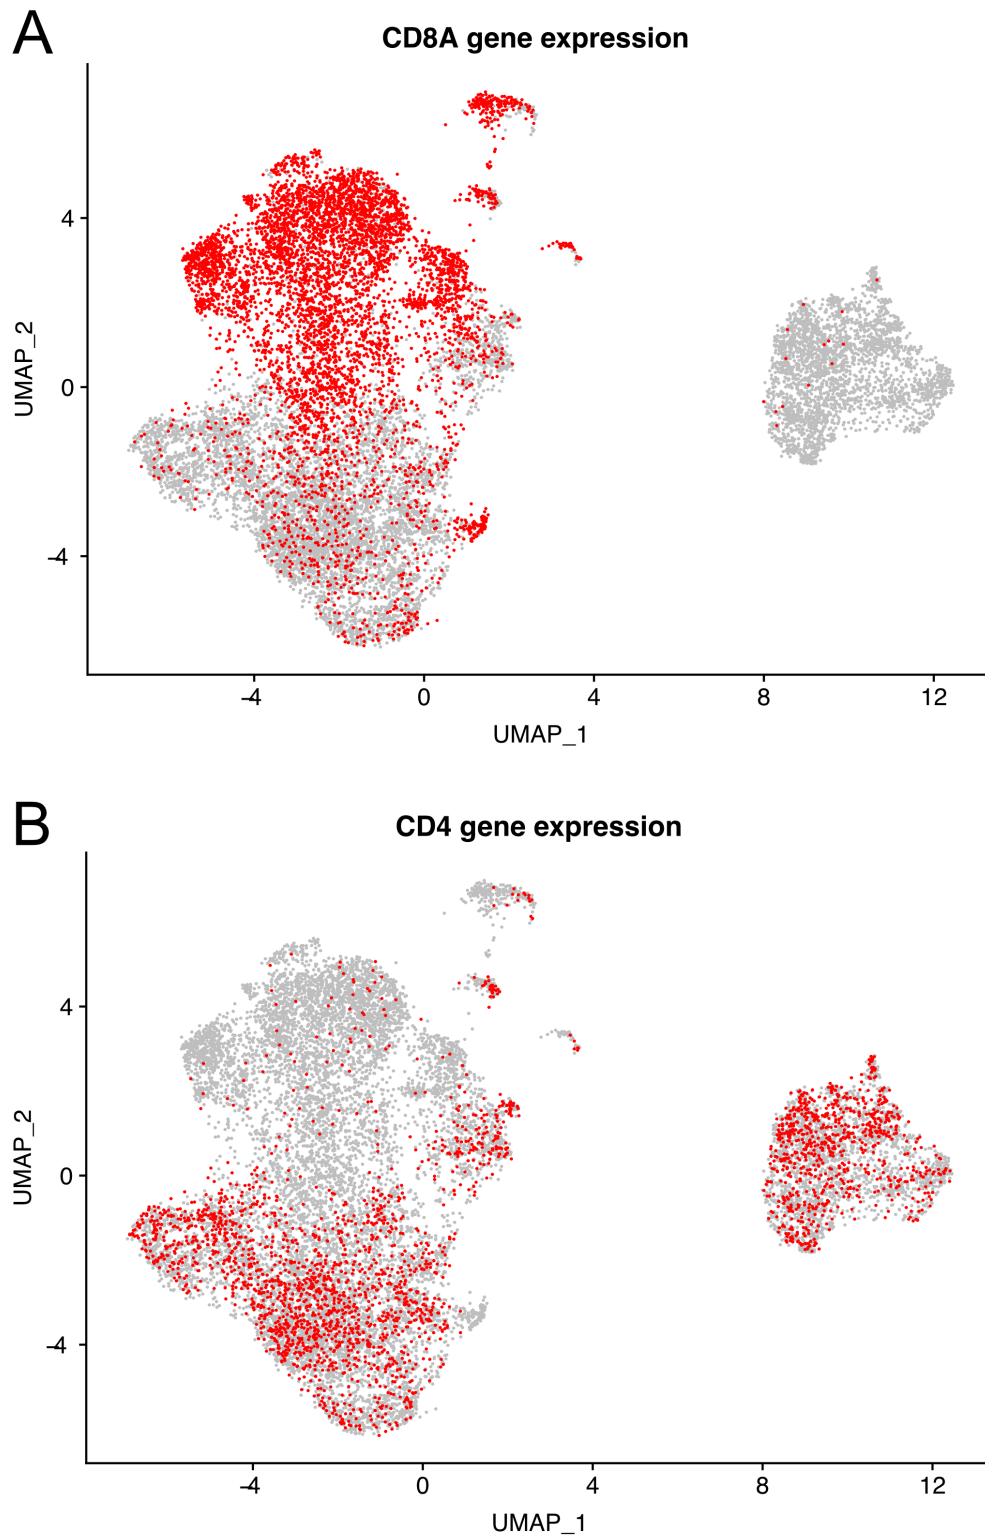 A
CD8A gene expression
4
0
-4
UMAP_2
-4 0 4 8 12
UMAP_1
B
CD4 gene expression
4
0
-4
UMAP_2
-4 0 4 8 12
UMAP_1